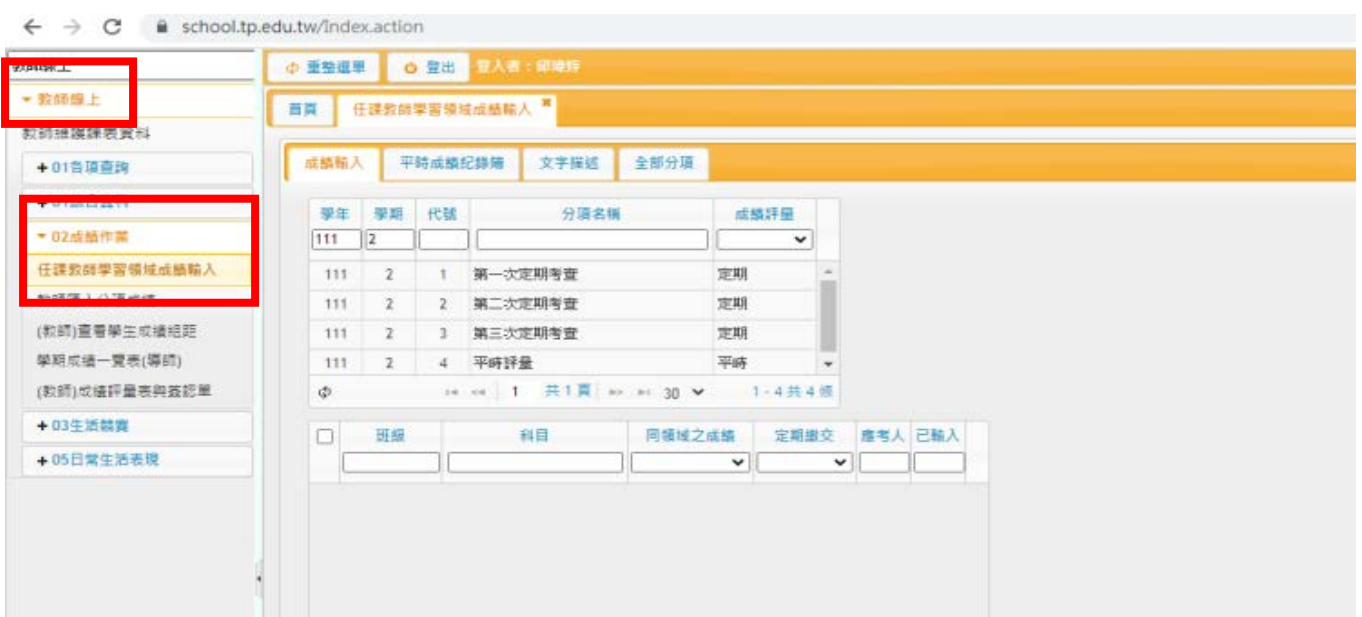 school.tp.edu.tw/Index.action
重整選單 登出 登入者：
教師線上
首頁 任課教師學習領域成績輸入
教師維護課表資料
+ 01各項查詢
成績輸入 平時成績紀錄簿 文字描述 全部分項
02成績作業
任課教師學習領域成績輸入
(教師)查看學生成績組距
學期成績一覽表(導師)
(教師)成績評量表與簽認單
+ 03生活競賽
+ 05日常生活表現
學年 學期 代號 分項名稱 成績評量
111 2
111 2 1 第一次定期考查 定期
111 2 2 第二次定期考查 定期
111 2 3 第三次定期考查 定期
111 2 4 平時評量 平時
1 共 1 頁 30 1 - 4 共 4 條
班級 科目 同領域之成績 定期繳交 應考人 已輸入